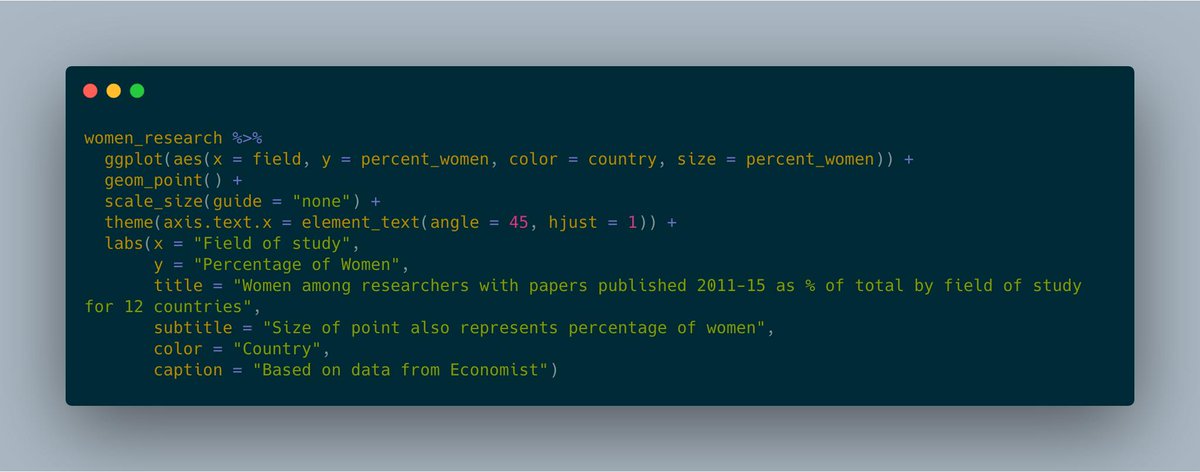 women_research %>%
  ggplot(aes(x = field, y = percent_women, color = country, size = percent_women)) +
  geom_point() +
  scale_size(guide = "none") +
  theme(axis.text.x = element_text(angle = 45, hjust = 1)) +
  labs(x = "Field of study",
       y = "Percentage of Women",
       title = "Women among researchers with papers published 2011-15 as % of total by field of study
for 12 countries",
       subtitle = "Size of point also represents percentage of women",
       color = "Country",
       caption = "Based on data from Economist")